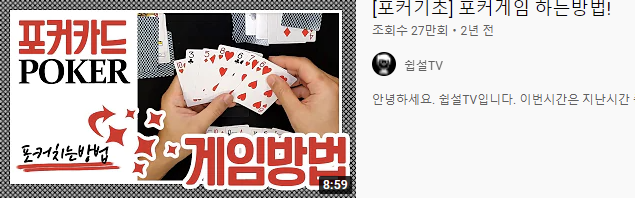 포커카드
POKER
포커치는방법
게임방법
8:59
[포커기초] 포커게임 하는방법!
조회수 27만회 • 2년 전
쉽설TV
안녕하세요. 쉽설TV입니다. 이번시간은 지난시간